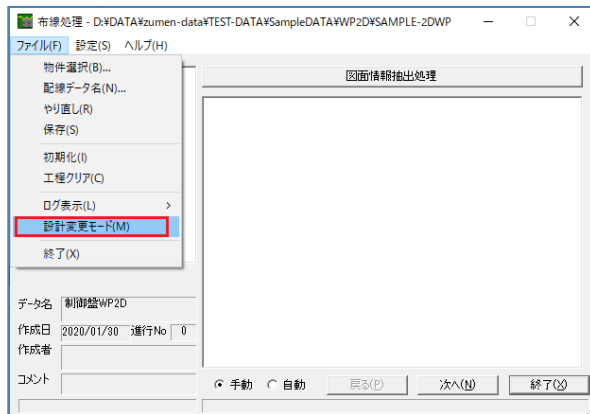 布線処理 - D:¥DATA¥zumen-data¥TEST-DATA¥SampleDATA¥WP2D¥SAMPLE-2DWP
ファイル(F) 設定(S) ヘルプ(H)
物件選択(B)...
配線データ名(N)...
やり直し(R)
保存(S)
初期化(I)
工程クリア(C)
ログ表示(L)
設計変更モード(M)
終了(X)
図面情報抽出処理
データ名 制御盤WP2D
作成日 2020/01/30 進行No 0
作成者
コメント
手動 自動 戻る(P) 次へ(N) 終了(X)